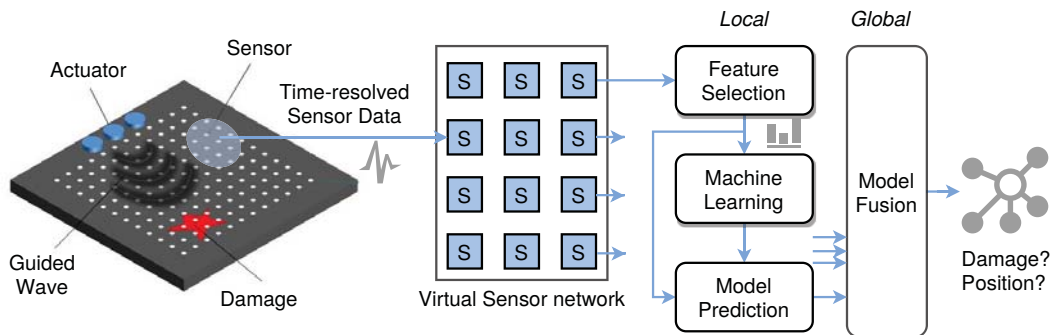 Sensor
Actuator
Time-resolved
Sensor Data
Guided
Wave
Damage
S S S
S S S
S S S
S S S
Virtual Sensor network
Local
Global
Feature
Selection
Machine
Learning
Model
Prediction
Model
Fusion
Damage?
Position?